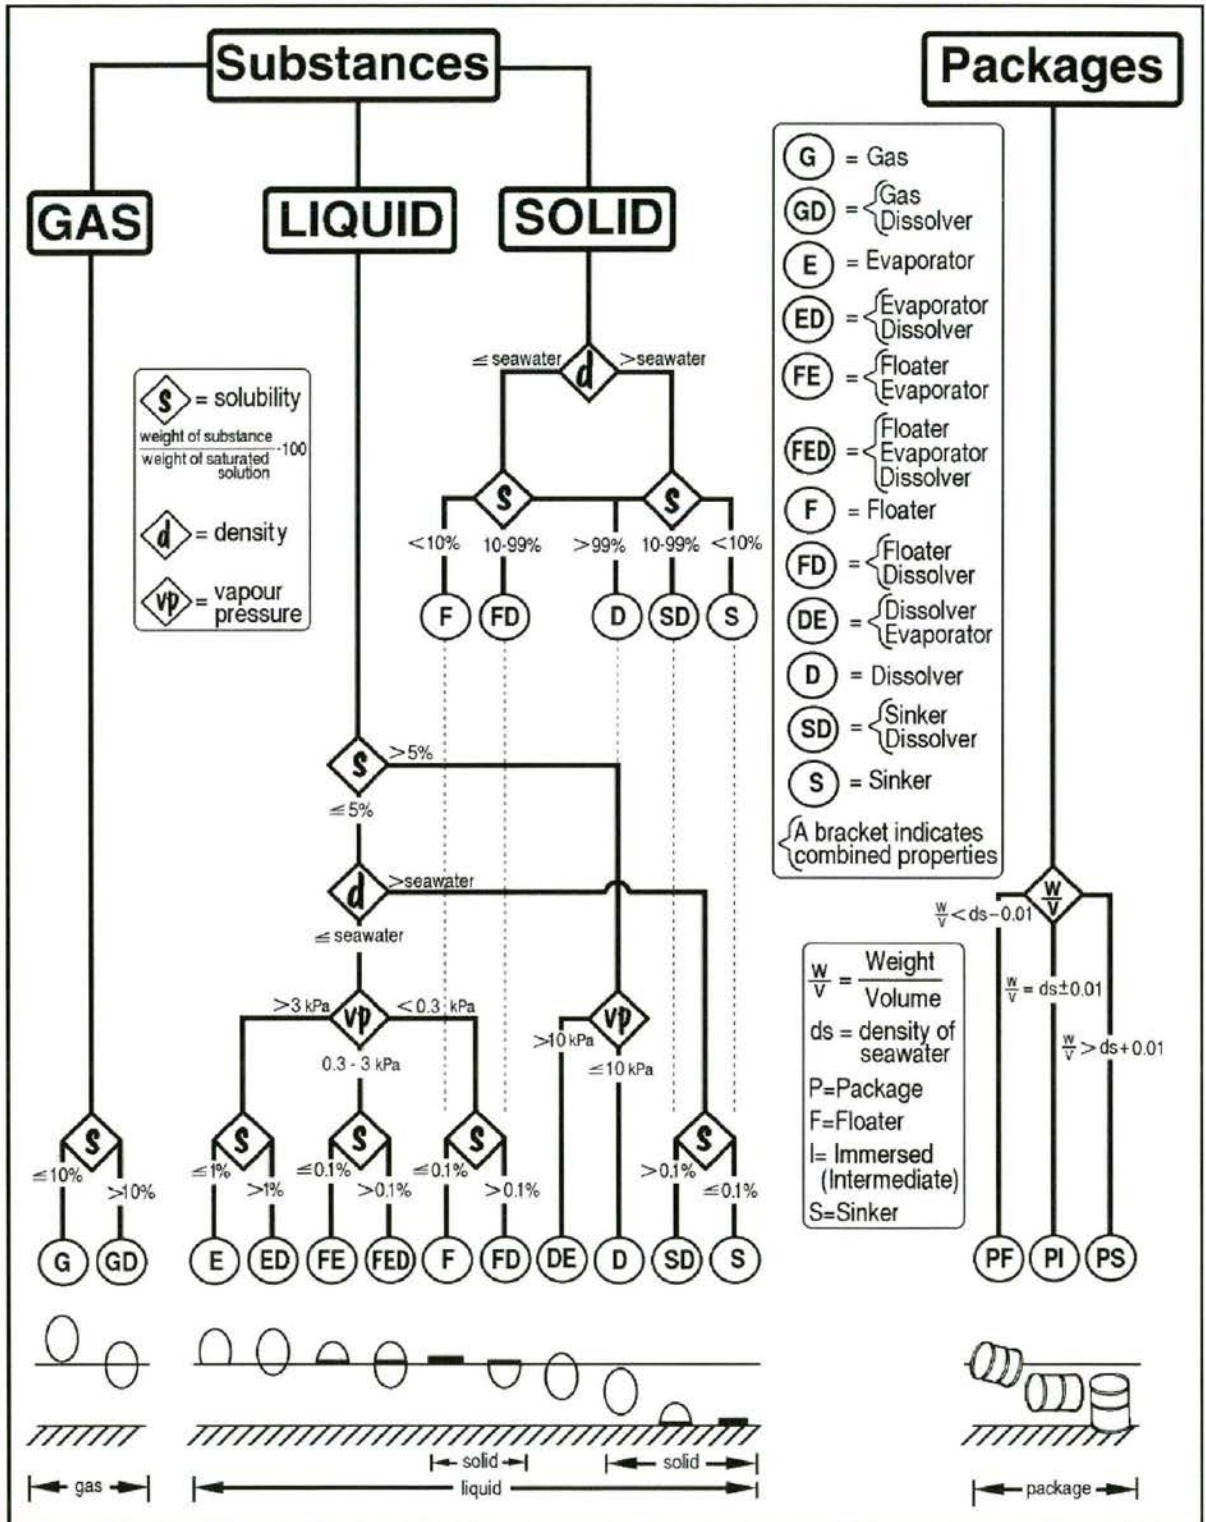 Substances
Packages
GAS
LIQUID
SOLID
G = Gas
GD = Gas
Dissolver
E = Evaporator
ED = Evaporator
Dissolver
FE = Floater
Evaporator
FED = Floater
Evaporator
Dissolver
F = Floater
FD = Floater
Dissolver
DE = Dissolver
Evaporator
D = Dissolver
SD = Sinker
Dissolver
S = Sinker
{A bracket indicates
combined properties
S = solubility
weight of substance
weight of saturated
solution
·100
d = density
vp = vapour
pressure
≤ seawater d >seawater
S S
<10% 10-99% >99% 10-99% <10%
F FD D SD S
S >5%
≤5%
d >seawater
≤ seawater
>3 kPa vp <0.3 kPa
0.3 - 3 kPa
vp
>10 kPa
≤10 kPa
S S S S S
≤10% >10%
≤1% >1%
≤0.1% >0.1%
≤0.1% >0.1%
>0.1% ≤0.1%
G GD E ED FE FED F FD DE D SD S
W
V
W/V <ds-0.01
W/V = ds±0.01
W/V >ds+0.01
W/V = Weight
Volume
ds = density of
seawater
P=Package
F=Floater
I= Immersed
(Intermediate)
S=Sinker
PF PI PS
solid solid
gas liquid package